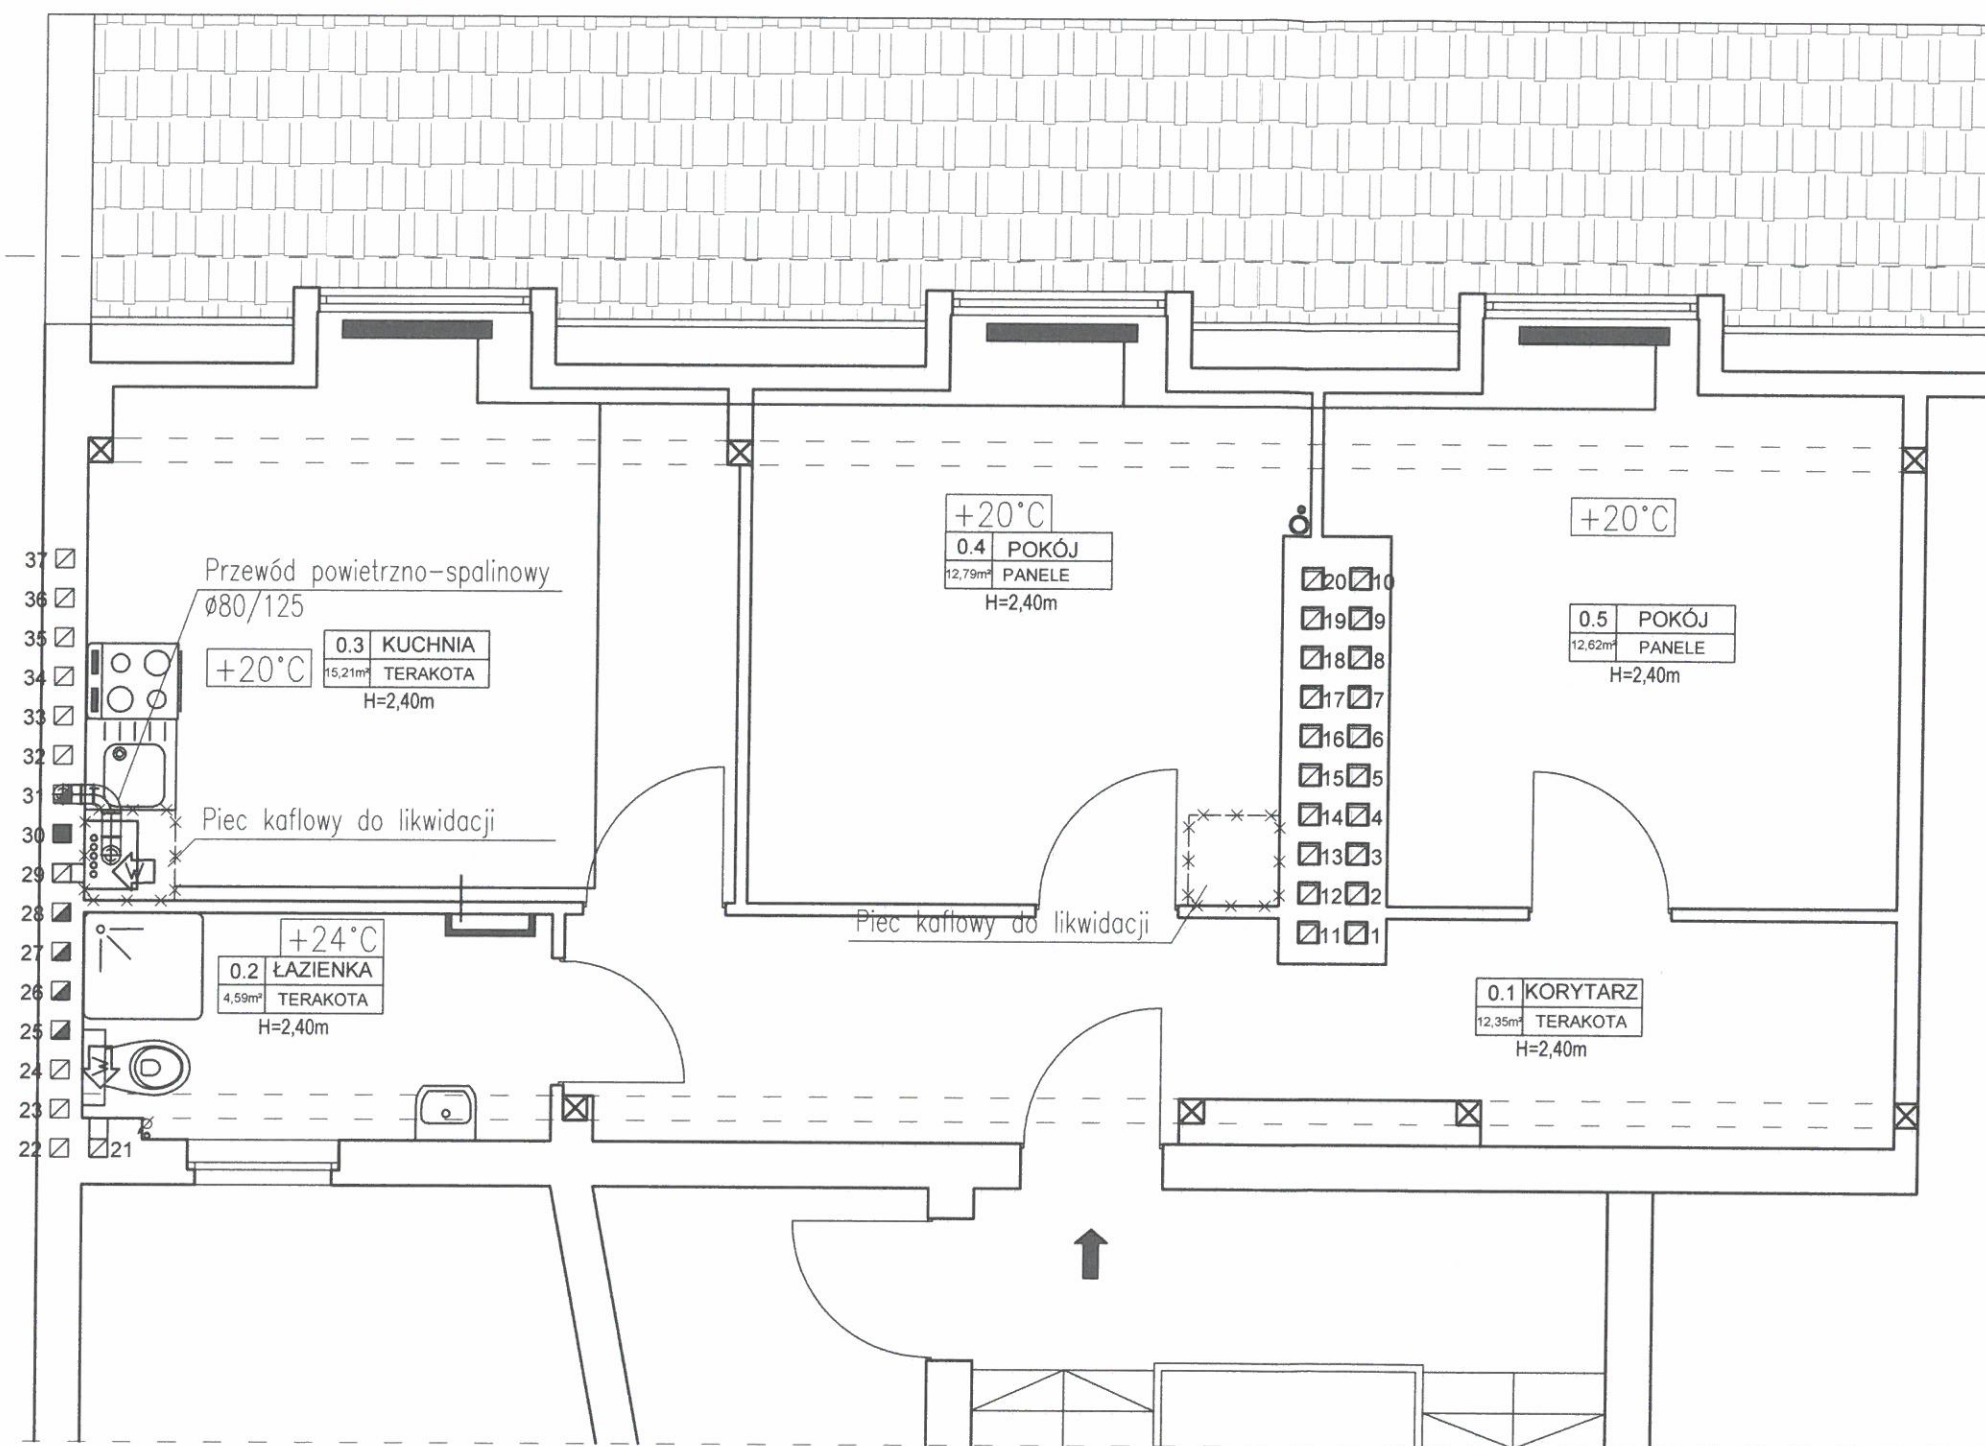 +20°C
0.4 POKÓJ
12,79m² PANELE
H=2,40m
+20°C
0.5 POKÓJ
12,62m² PANELE
H=2,40m
Przewód powietrzno-spalinowy
ø80/125
+20°C
0.3 KUCHNIA
15,21m² TERAKOTA
H=2,40m
Piec kaflowy do likwidacji
37
36
35
34
33
32
31
30
29
28
27
26
25
24
23
22 21
20 10
19 9
18 8
17 7
16 6
15 5
14 4
13 3
12 2
11 1
Piec kaflowy do likwidacji
+24°C
0.2 ŁAZIENKA
4,59m² TERAKOTA
H=2,40m
0.1 KORYTARZ
12,35m² TERAKOTA
H=2,40m
W
W